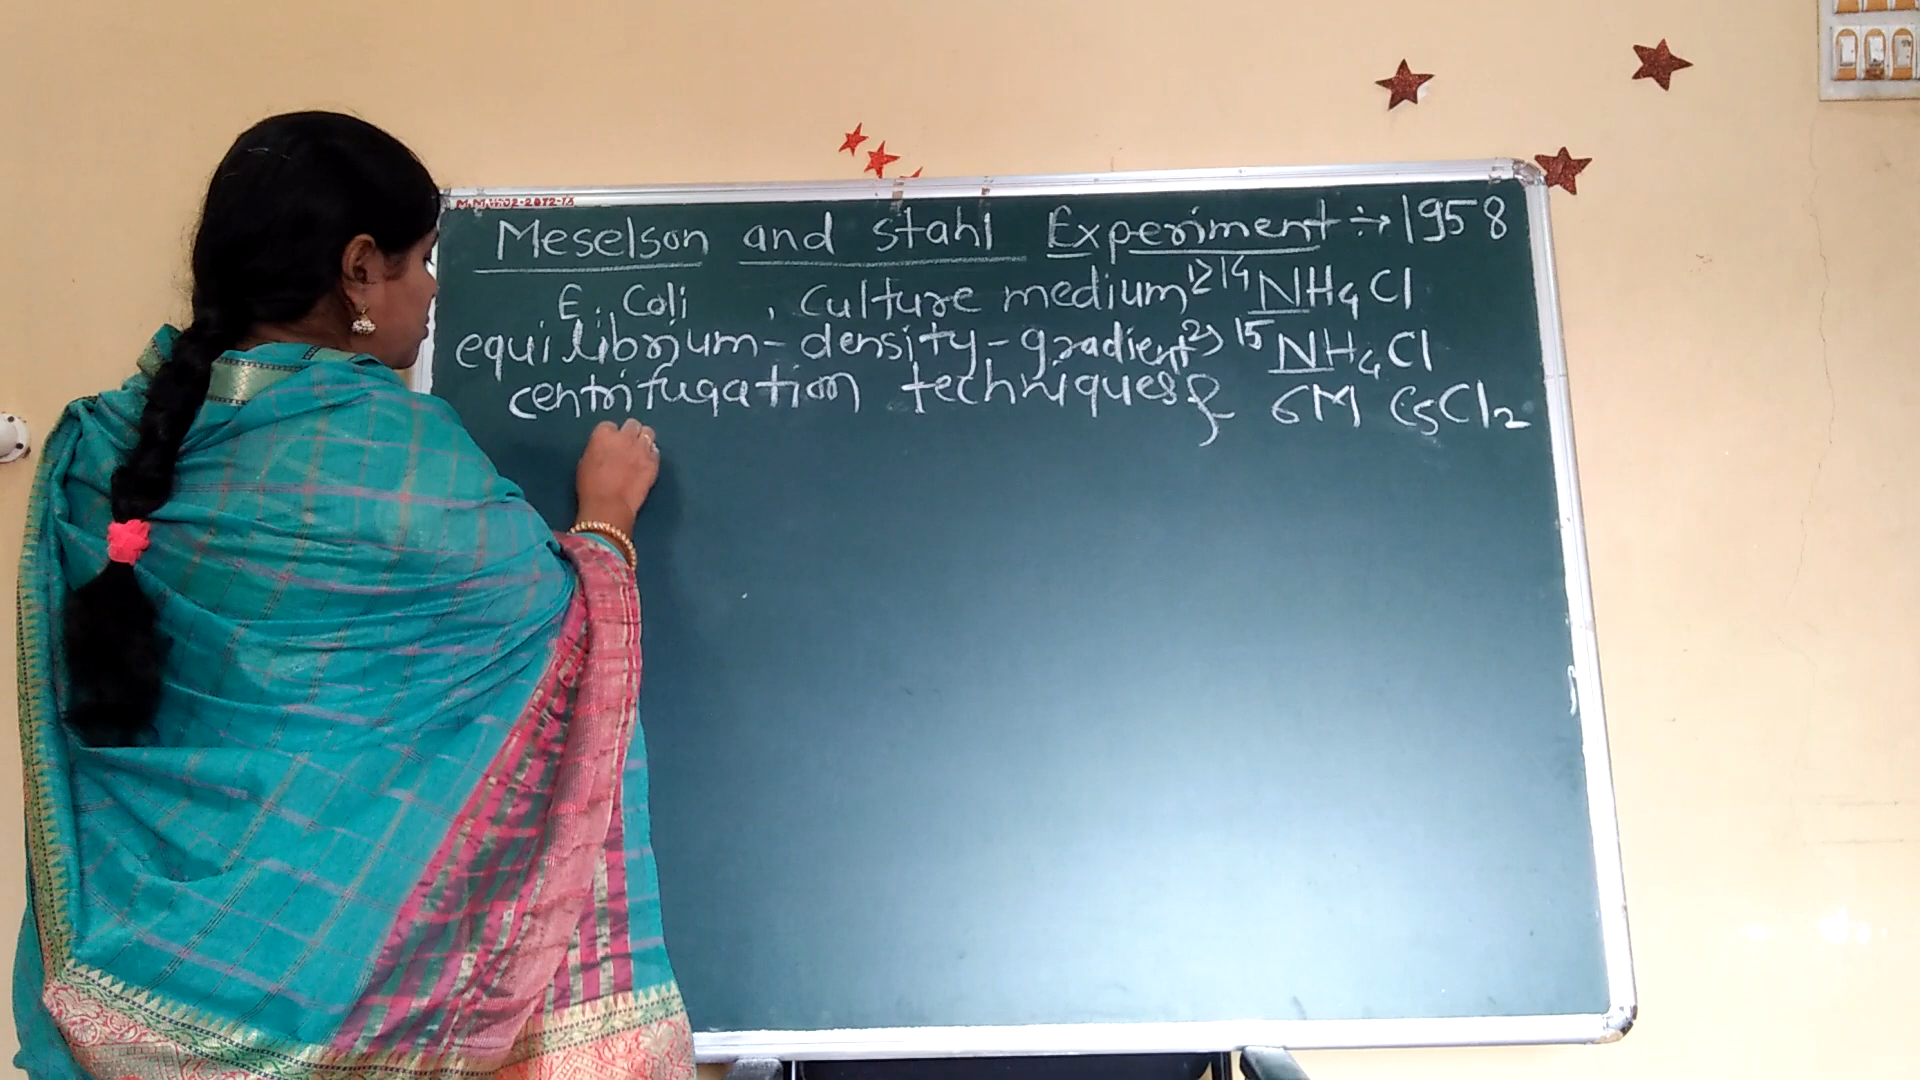 Meselson and stahl Experiment :→ 1958
E. Coli , Culture medium 1> ¹⁴NH₄Cl
equilibrium-density-gradient 2> ¹⁵NH₄Cl
centrifugation techniques & 6M CsCl₂